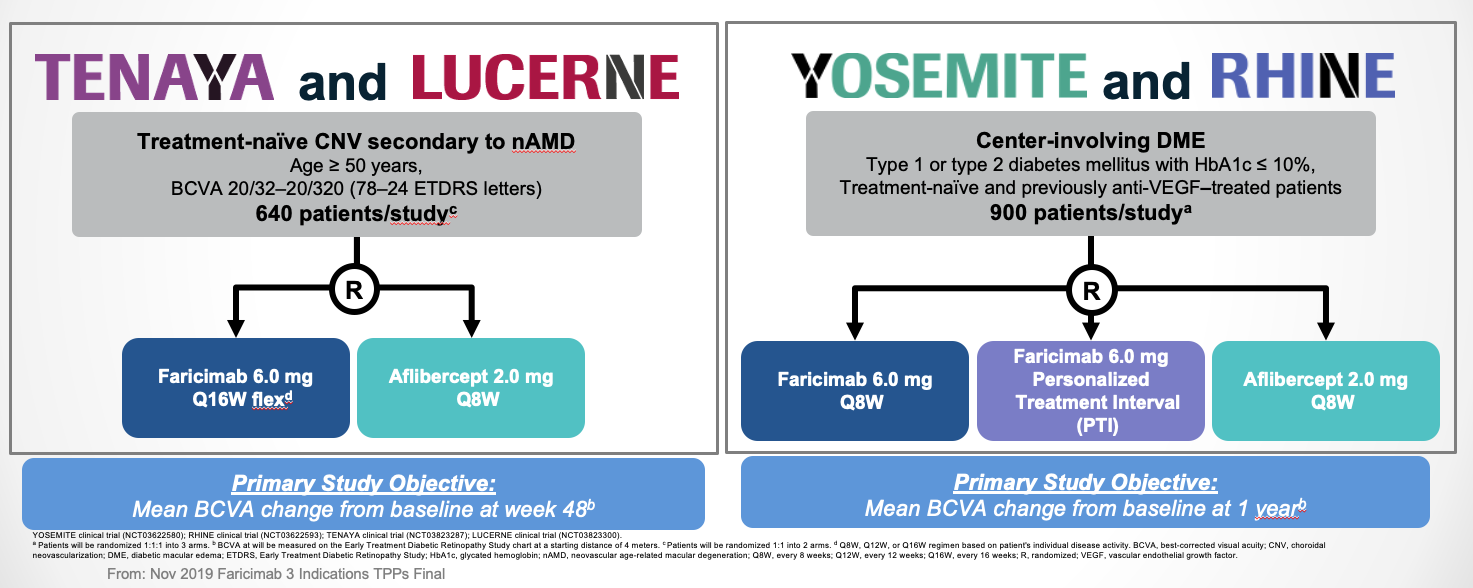 TENAYA and LUCERNE
Treatment-naïve CNV secondary to nAMD
Age ≥ 50 years,
BCVA 20/32–20/320 (78–24 ETDRS letters)
640 patients/studyᶜ
R
Faricimab 6.0 mg
Q16W flexᵈ
Aflibercept 2.0 mg
Q8W
Primary Study Objective:
Mean BCVA change from baseline at week 48ᵇ
YOSEMITE and RHINE
Center-involving DME
Type 1 or type 2 diabetes mellitus with HbA1c ≤ 10%,
Treatment-naïve and previously anti-VEGF–treated patients
900 patients/studyᵃ
R
Faricimab 6.0 mg
Q8W
Faricimab 6.0 mg
Personalized
Treatment Interval
(PTI)
Aflibercept 2.0 mg
Q8W
Primary Study Objective:
Mean BCVA change from baseline at 1 yearᵇ
YOSEMITE clinical trial (NCT03622580); RHINE clinical trial (NCT03622593); TENAYA clinical trial (NCT03823287); LUCERNE clinical trial (NCT03823300).
ᵃ Patients will be randomized 1:1:1 into 3 arms. ᵇ BCVA at will be measured on the Early Treatment Diabetic Retinopathy Study chart at a starting distance of 4 meters. ᶜ Patients will be randomized 1:1 into 2 arms. ᵈ Q8W, Q12W, or Q16W regimen based on patient's individual disease activity. BCVA, best-corrected visual acuity; CNV, choroidal
neovascularization; DME, diabetic macular edema; ETDRS, Early Treatment Diabetic Retinopathy Study; HbA1c, glycated hemoglobin; nAMD, neovascular age-related macular degeneration; Q8W, every 8 weeks; Q12W, every 12 weeks; Q16W, every 16 weeks; R, randomized; VEGF, vascular endothelial growth factor.
From: Nov 2019 Faricimab 3 Indications TPPs Final